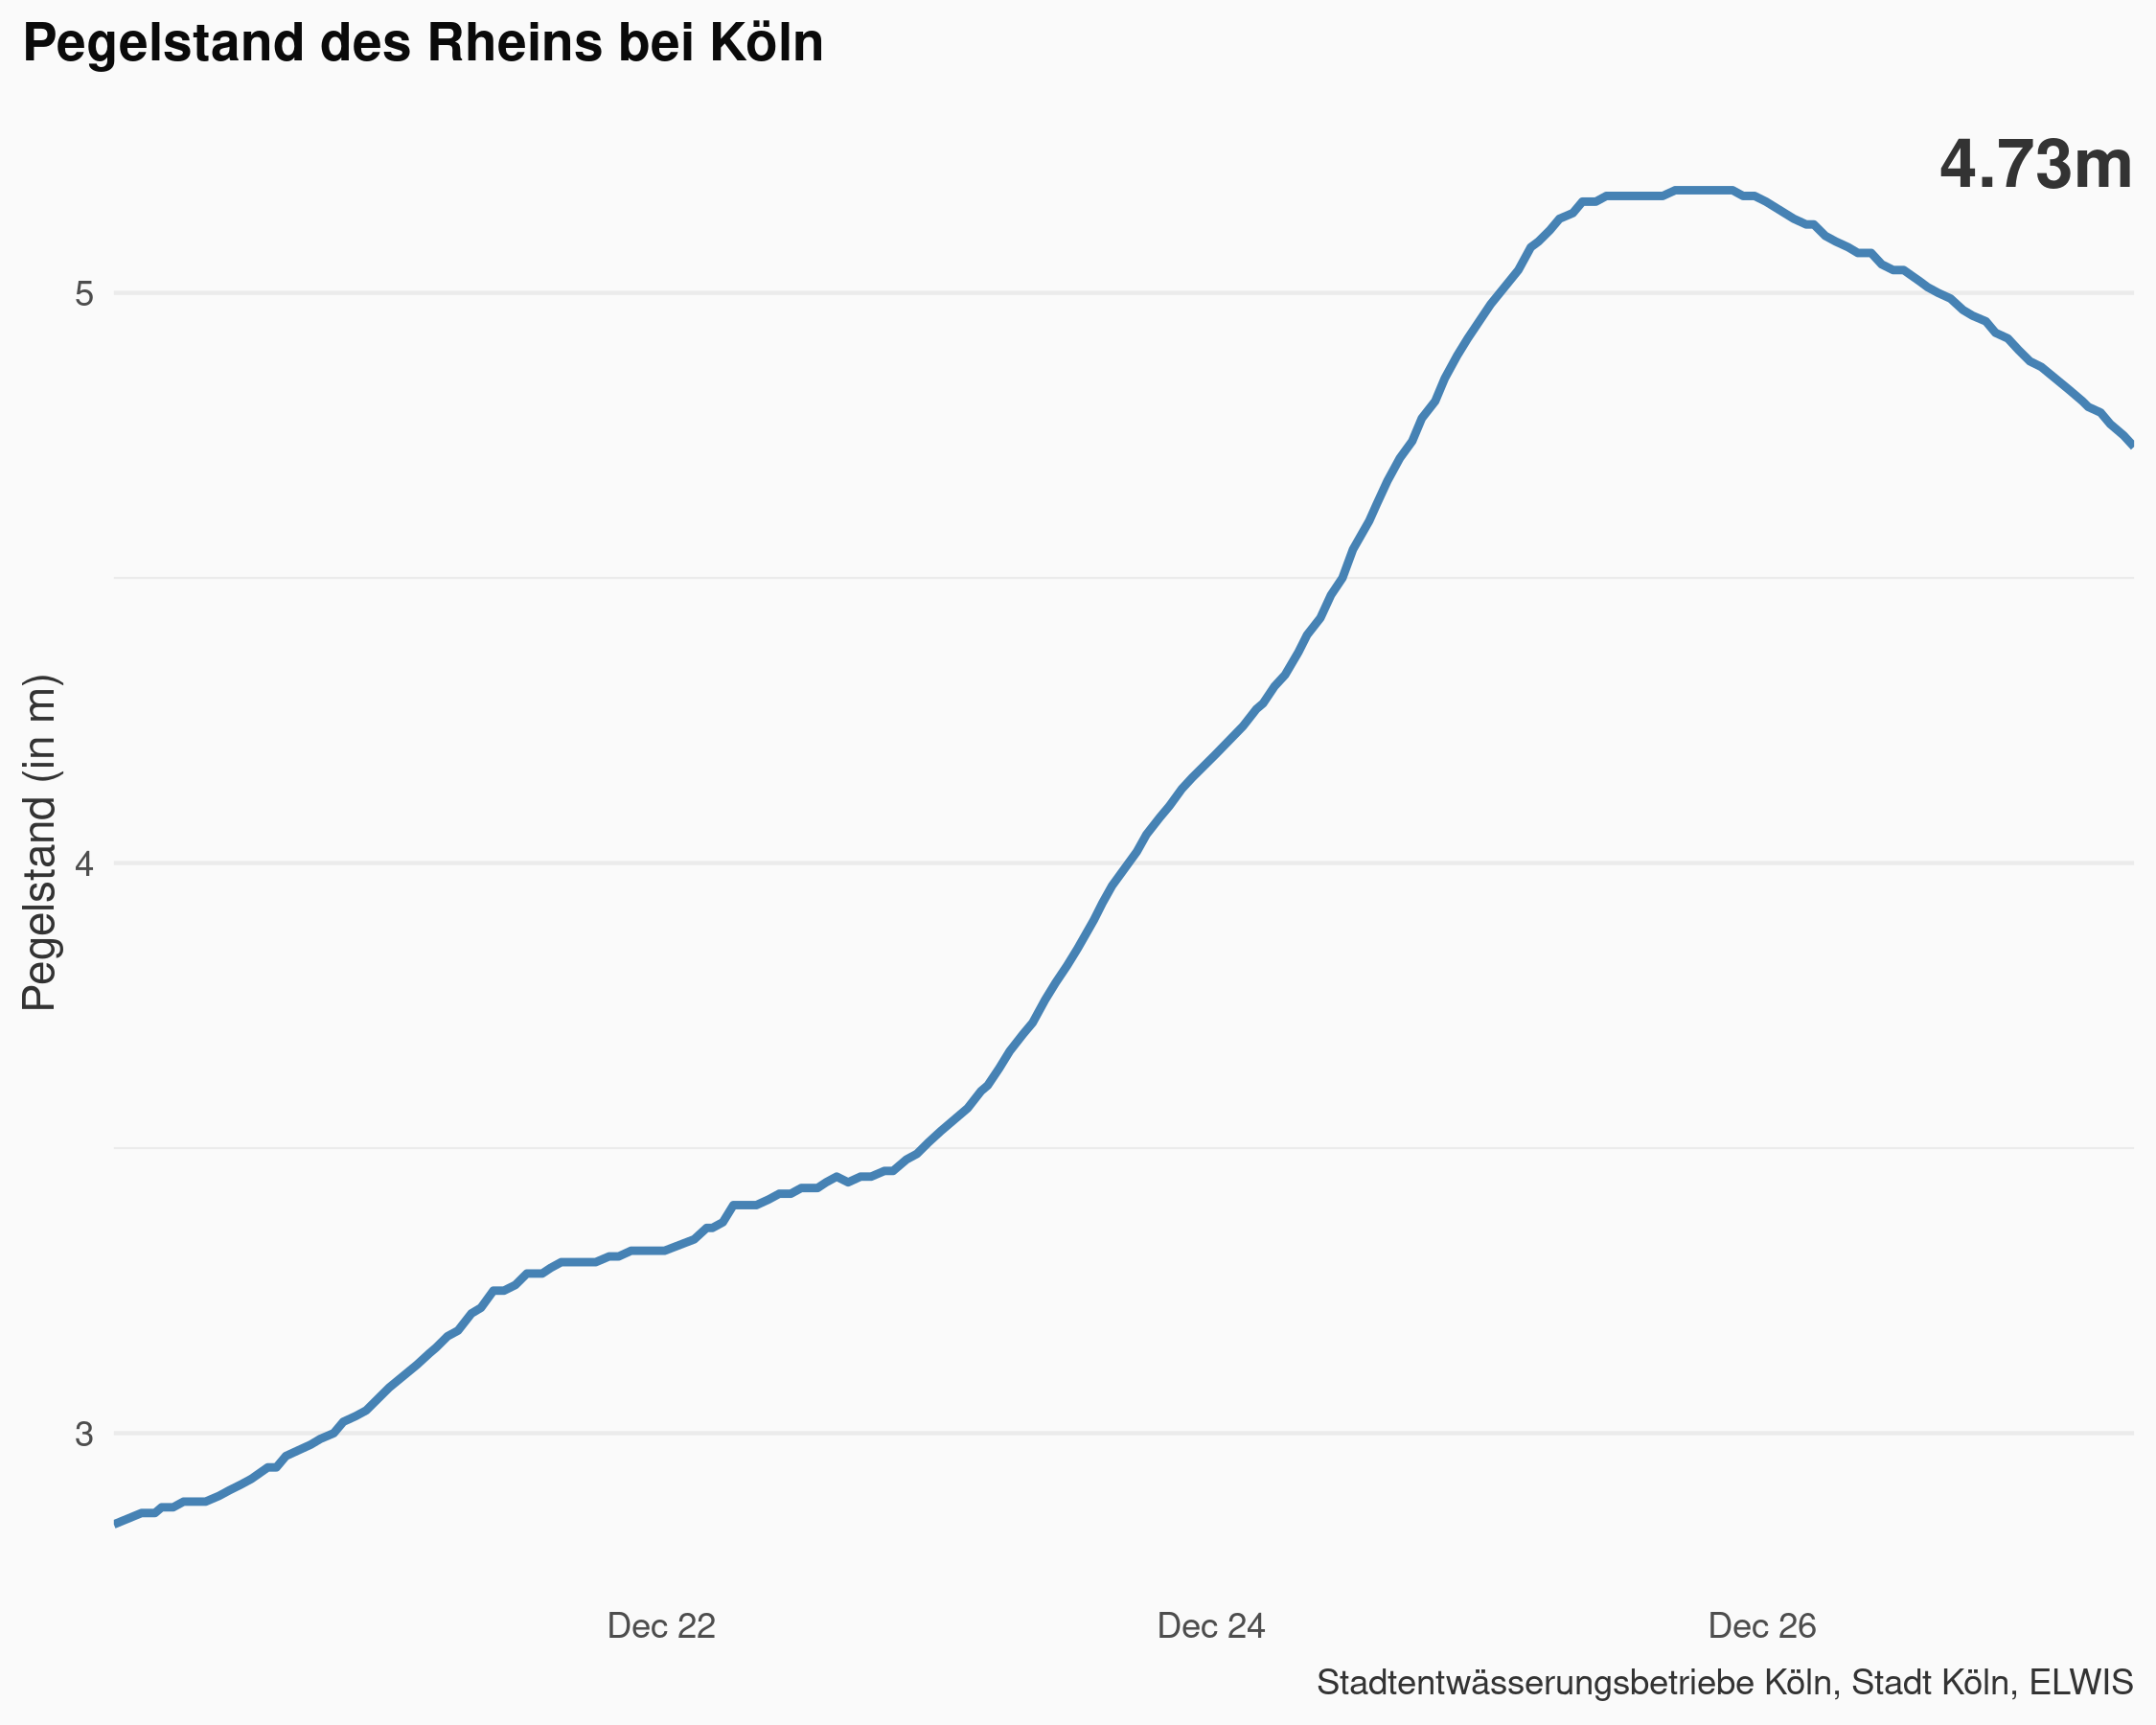 Pegelstand des Rheins bei Köln
4.73m
Pegelstand (in m)
5
4
3
Dec 22
Dec 24
Dec 26
Stadtentwässerungsbetriebe Köln, Stadt Köln, ELWIS